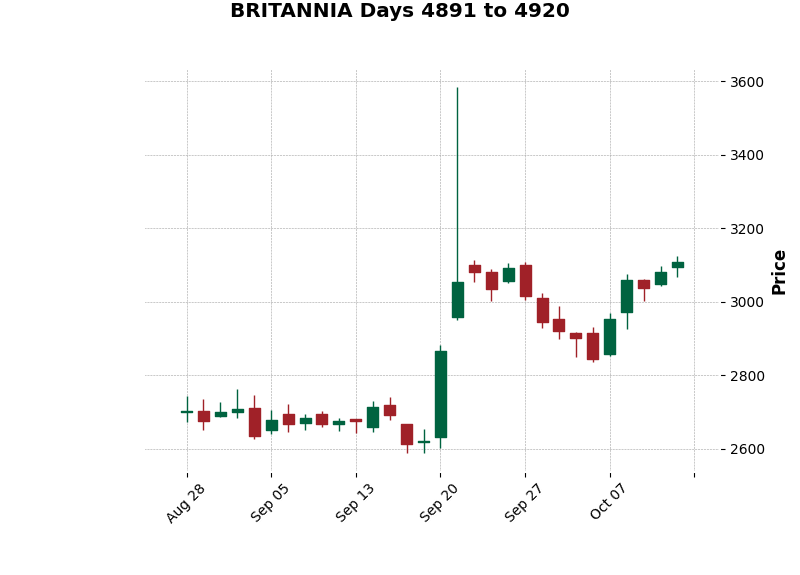 BRITANNIA Days 4891 to 4920
3600
3400
3200
3000
2800
2600
Price
Aug 28
Sep 05
Sep 13
Sep 20
Sep 27
Oct 07